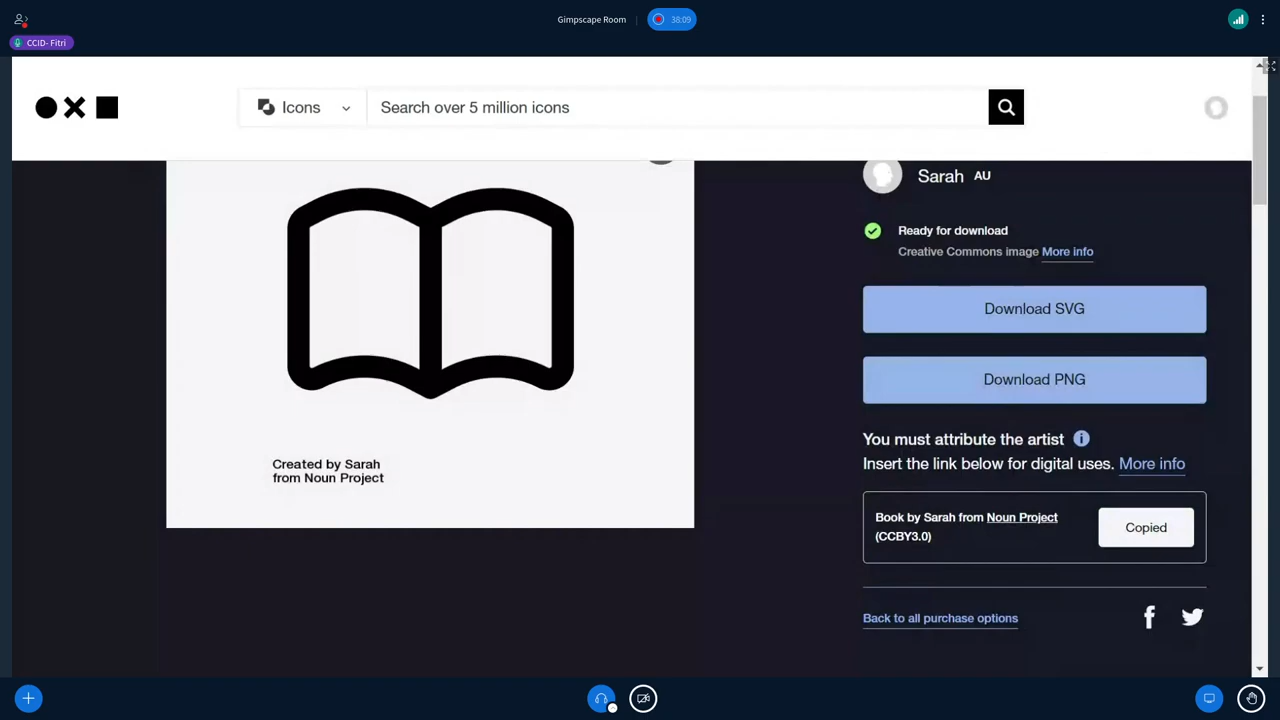 Gimpscape Room
38:09
CCID- Fitri
Icons
Search over 5 million icons
Sarah AU
Ready for download
Creative Commons image More info
Download SVG
Download PNG
You must attribute the artist
Insert the link below for digital uses. More info
Book by Sarah from Noun Project
(CCBY3.0)
Copied
Back to all purchase options
Created by Sarah
from Noun Project